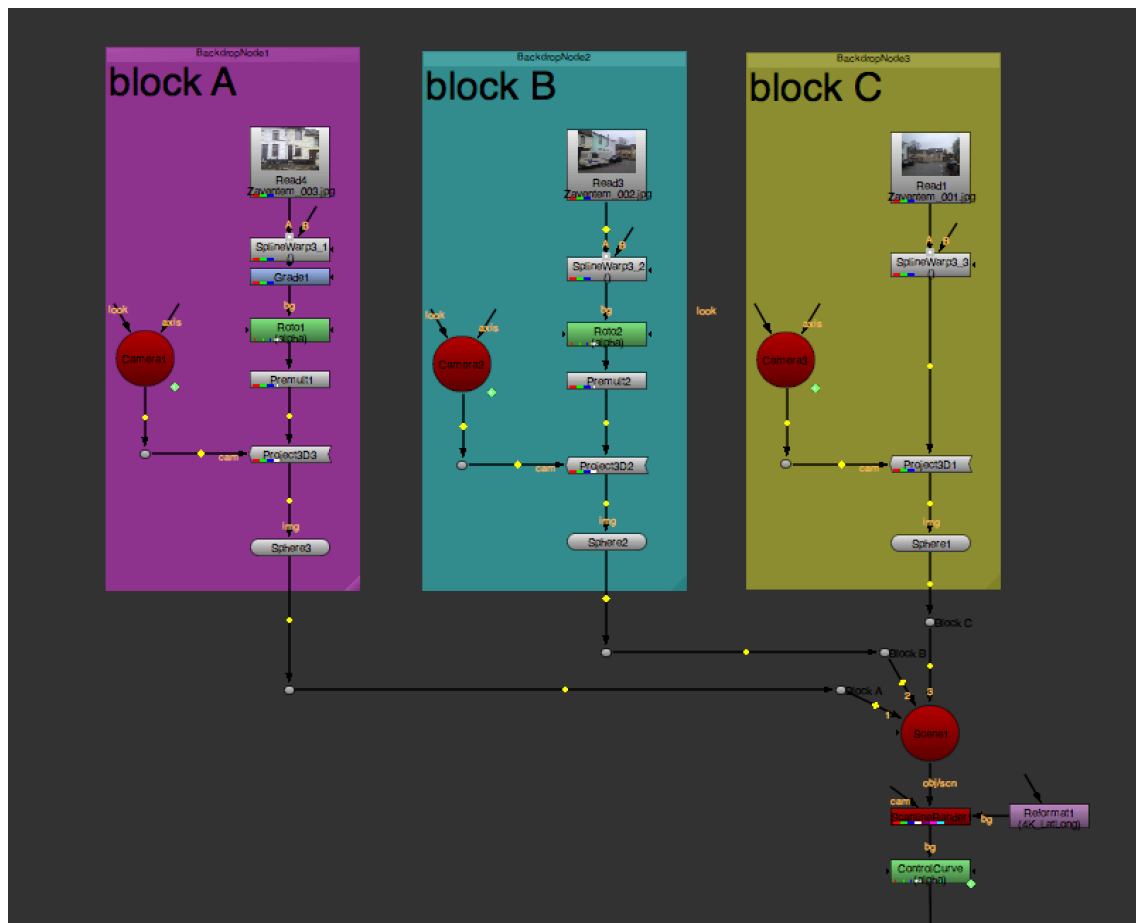 BackdropNode1
block A
Read4
Zaventem_003.jpg
A
B
SplineWarp3_1
()
Grade1
bg
look
axis
Roto1
(alpha)
Camera1
Premult1
cam
Project3D3
img
Sphere3
BackdropNode2
block B
Read3
Zaventem_002.jpg
A
B
SplineWarp3_2
()
bg
look
axis
Roto2
(alpha)
Camera2
Premult2
cam
Project3D2
img
Sphere2
BackdropNode3
block C
Read1
Zaventem_001.jpg
A
B
SplineWarp3_3
()
look
axis
Camera3
cam
Project3D1
img
Sphere1
Block C
Block B
Block A
1
2
3
Scene1
obj/scn
cam
bg
Reformat1
(4K_LatLong)
bg
ControlCurve
(alpha)